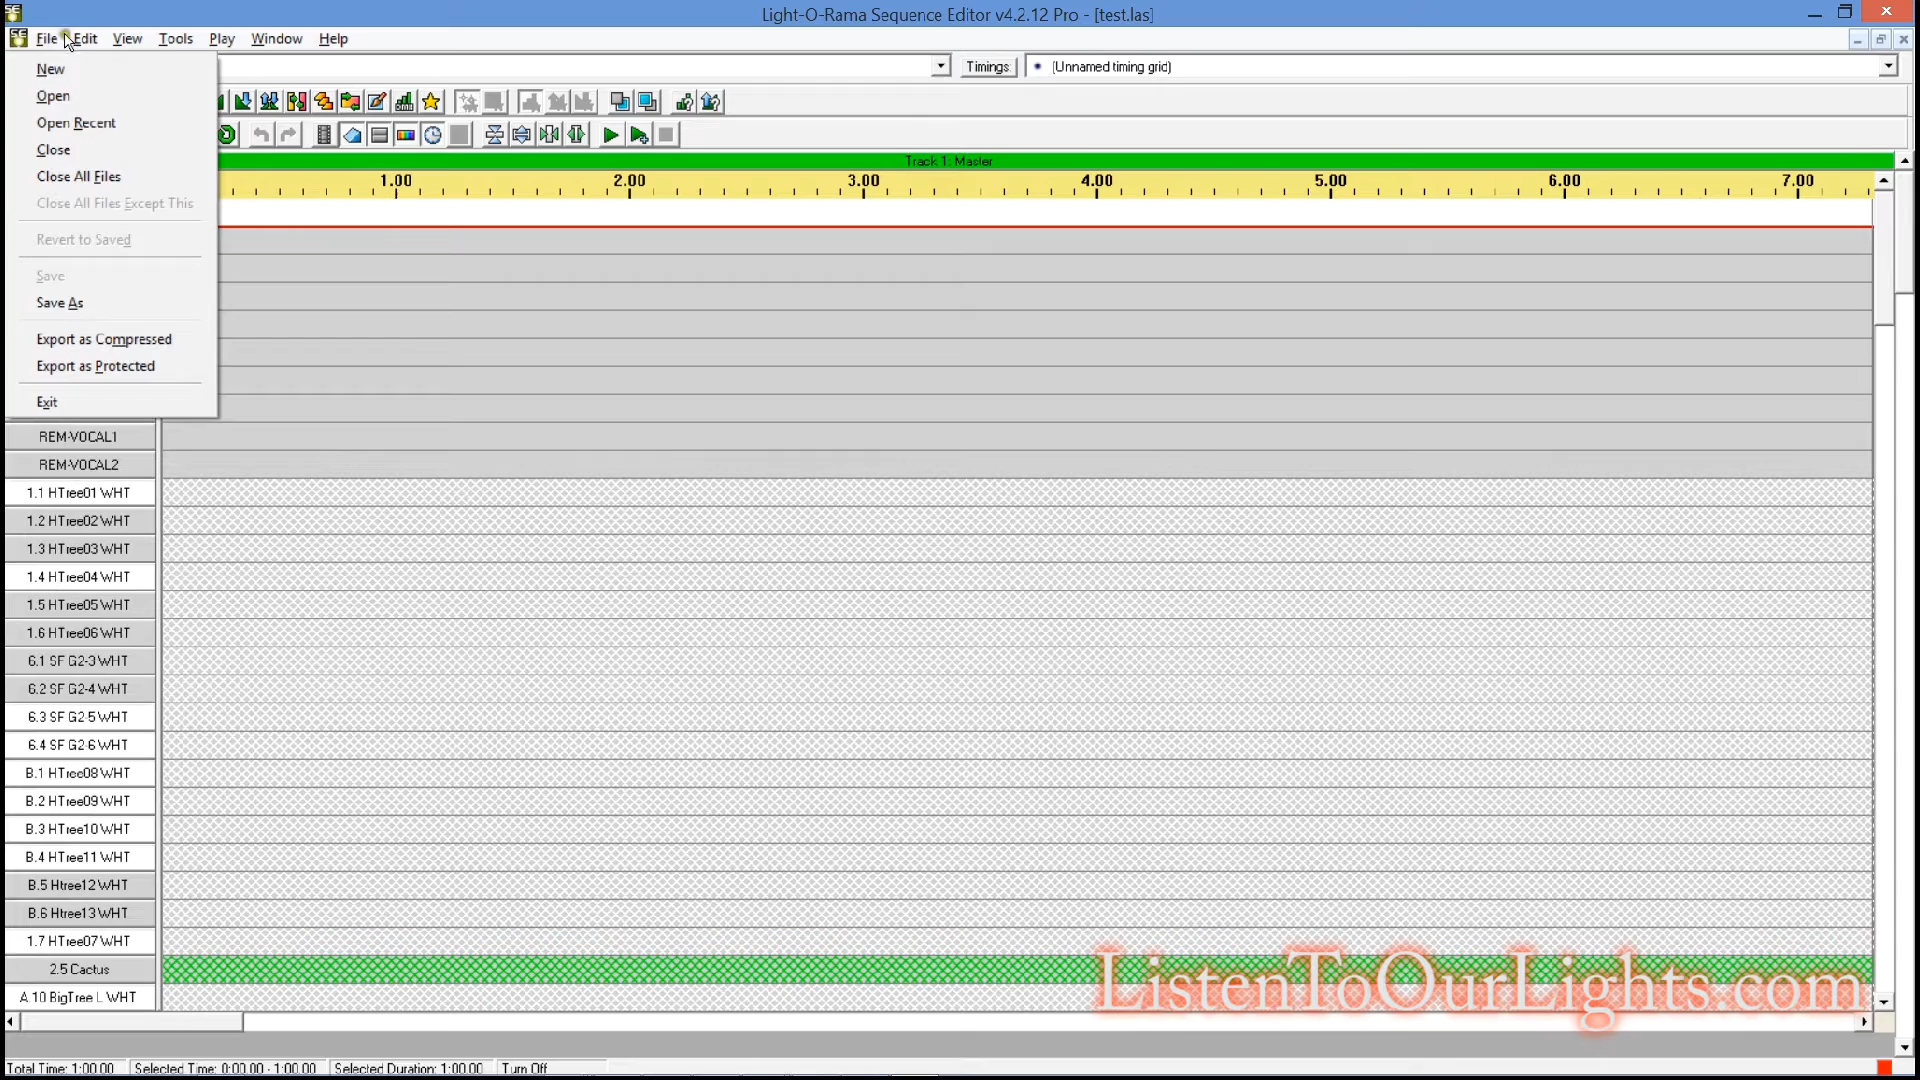 SE
Light-O-Rama Sequence Editor v4.2.12 Pro - [test.las]
SE File Edit View Tools Play Window Help
Timings (Unnamed timing grid)
New
Open
Open Recent
Close
Close All Files
Close All Files Except This
Revert to Saved
Save
Save As
Export as Compressed
Export as Protected
Exit
Track 1: Master
1.00 2.00 3.00 4.00 5.00 6.00 7.00
REM-VOCAL1
REM-VOCAL2
1.1 HTree01 WHT
1.2 HTree02 WHT
1.3 HTree03 WHT
1.4 HTree04 WHT
1.5 HTree05 WHT
1.6 HTree06 WHT
6.1 SF G2-3 WHT
6.2 SF G2-4 WHT
6.3 SF G2-5 WHT
6.4 SF G2-6 WHT
B.1 HTree08 WHT
B.2 HTree09 WHT
B.3 HTree10 WHT
B.4 HTree11 WHT
B.5 Htree12 WHT
B.6 Htree13 WHT
1.7 HTree07 WHT
2.5 Cactus
A.10 BigTree L WHT
ListenToOurLights.com
Total Time: 1:00.00 Selected Time: 0:00.00 - 1:00.00 Selected Duration: 1:00.00 Turn Off